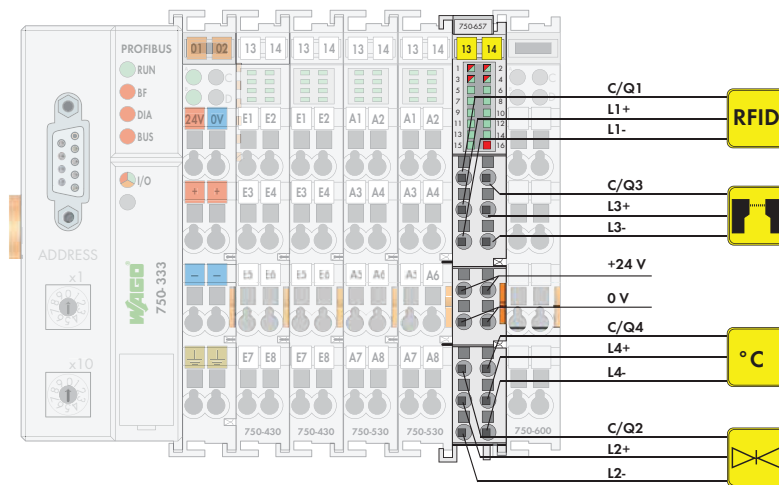 750-657
PROFIBUS
01 02
13 14
13 14
13 14
13 14
13 14
RUN
BF
DIA
BUS
I/O
C
C
D
1 2
3 4
5 6
7 8
9 10
11 12
13 14
15 16
24V 0V
E1 E2
E1 E2
A1 A2
A1 A2
+ +
E3 E4
E3 E4
A3 A4
A3 A4
ADDRESS
x1
x10
WAGO
750-333
− −
E5 E6
E5 E6
A5 A6
A5 A6
E7 E8
E7 E8
A7 A8
A7 A8
750-430
750-430
750-530
750-530
750-600
C/Q1
L1+
L1-
RFID
C/Q3
L3+
L3-
+24 V
0 V
C/Q4
L4+
L4-
°C
C/Q2
L2+
L2-